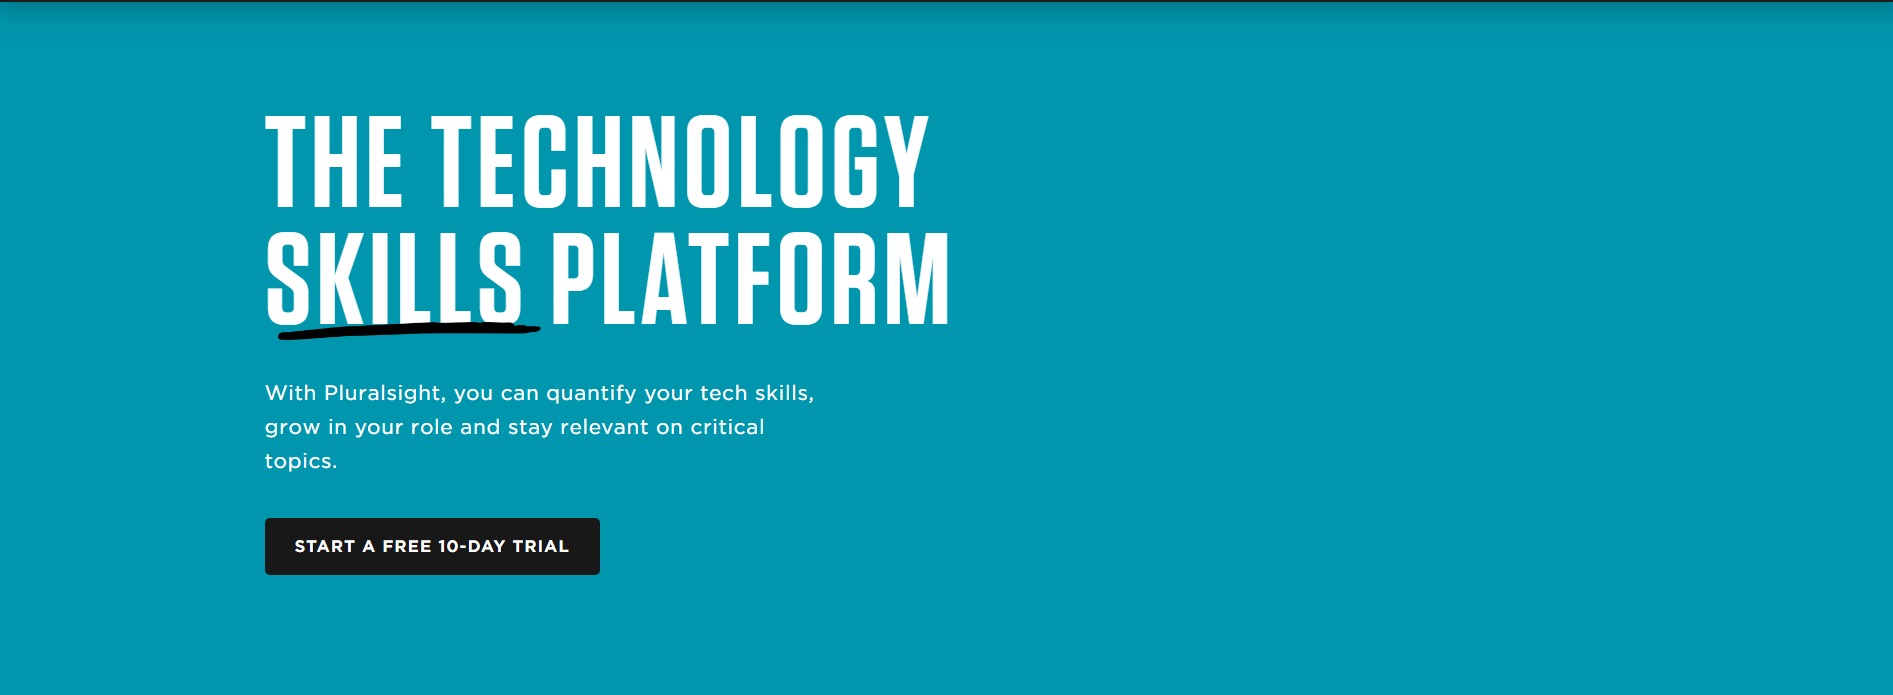 THE TECHNOLOGY
SKILLS PLATFORM
With Pluralsight, you can quantify your tech skills,
grow in your role and stay relevant on critical
topics.
START A FREE 10-DAY TRIAL